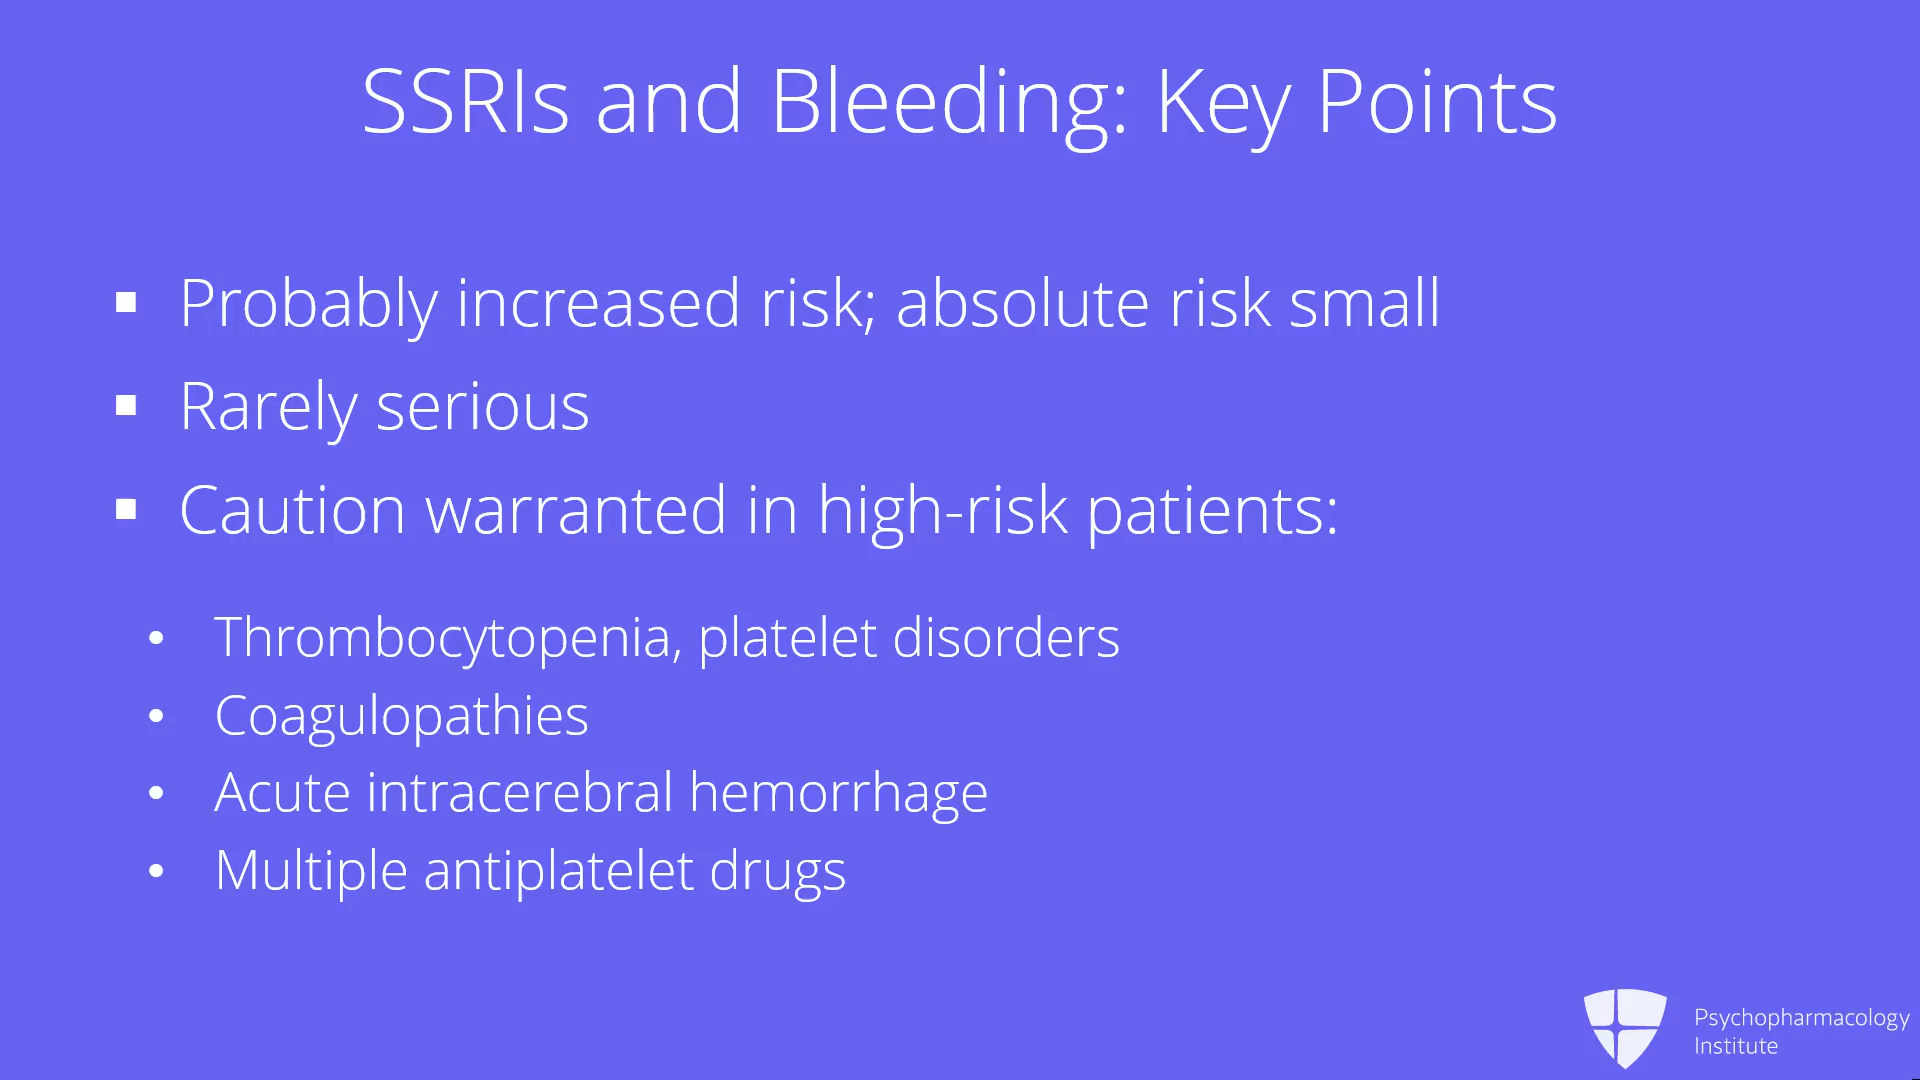 SSRIs and Bleeding: Key Points
▪ Probably increased risk; absolute risk small
▪ Rarely serious
▪ Caution warranted in high-risk patients:
• Thrombocytopenia, platelet disorders
• Coagulopathies
• Acute intracerebral hemorrhage
• Multiple antiplatelet drugs
Psychopharmacology
Institute